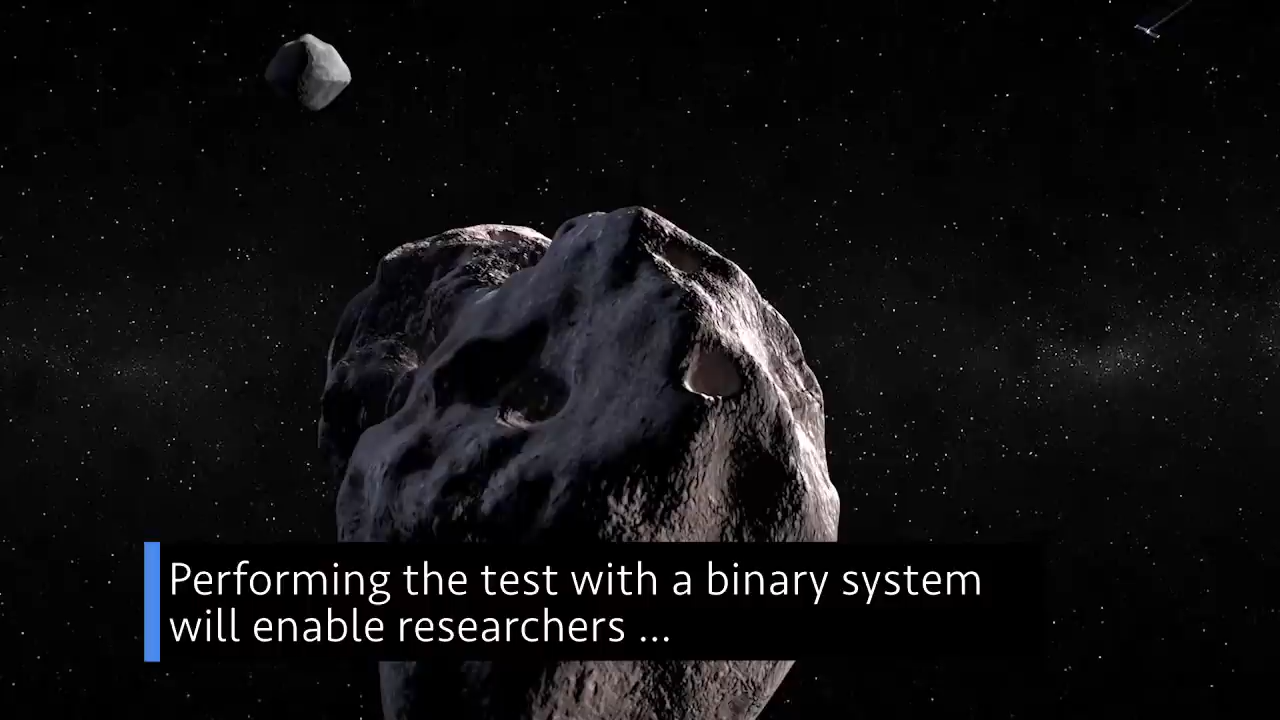 Performing the test with a binary system
will enable researchers ...